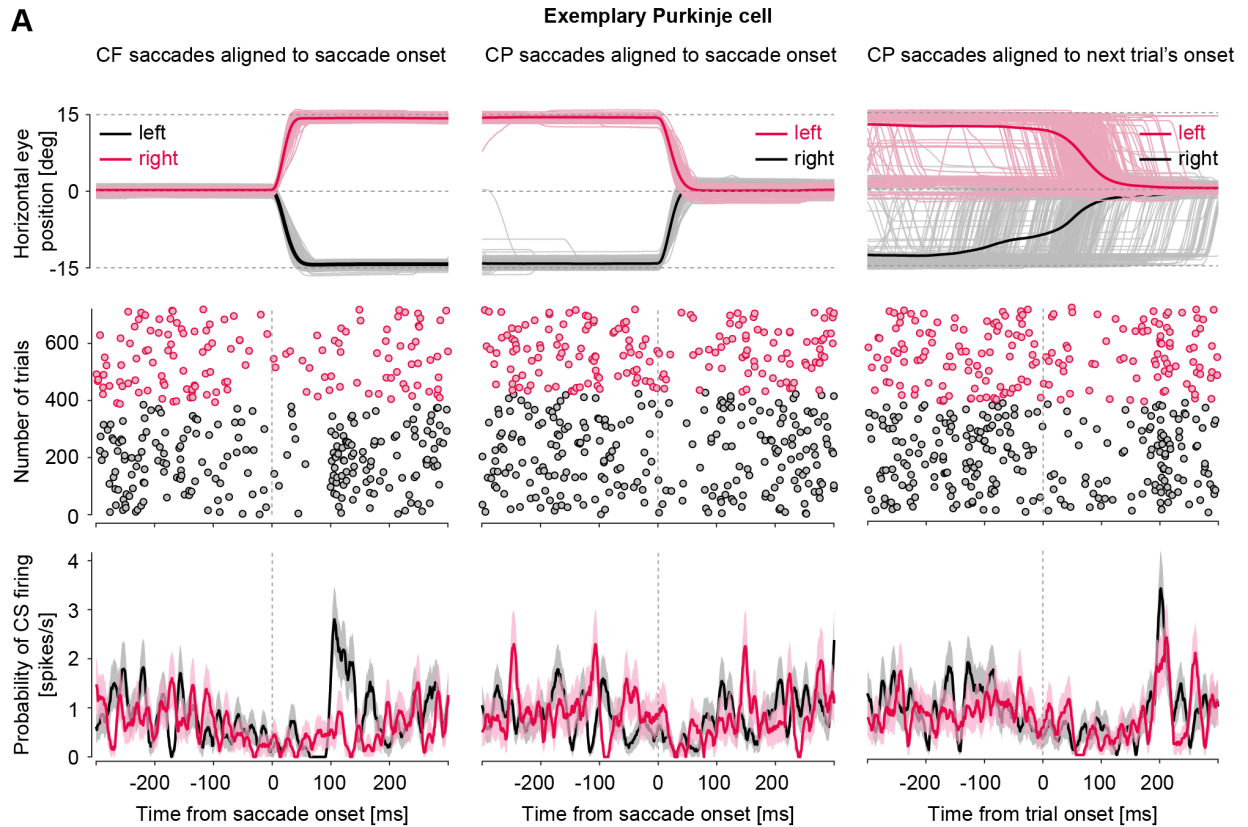 A
Exemplary Purkinje cell
CF saccades aligned to saccade onset
CP saccades aligned to saccade onset
CP saccades aligned to next trial's onset
Horizontal eye
position [deg]
15
0
-15
left
right
left
right
left
right
Number of trials
600
400
200
0
Probability of CS firing
[spikes/s]
4
3
2
1
0
-200 -100 0 100 200
-200 -100 0 100 200
-200 -100 0 100 200
Time from saccade onset [ms]
Time from saccade onset [ms]
Time from trial onset [ms]